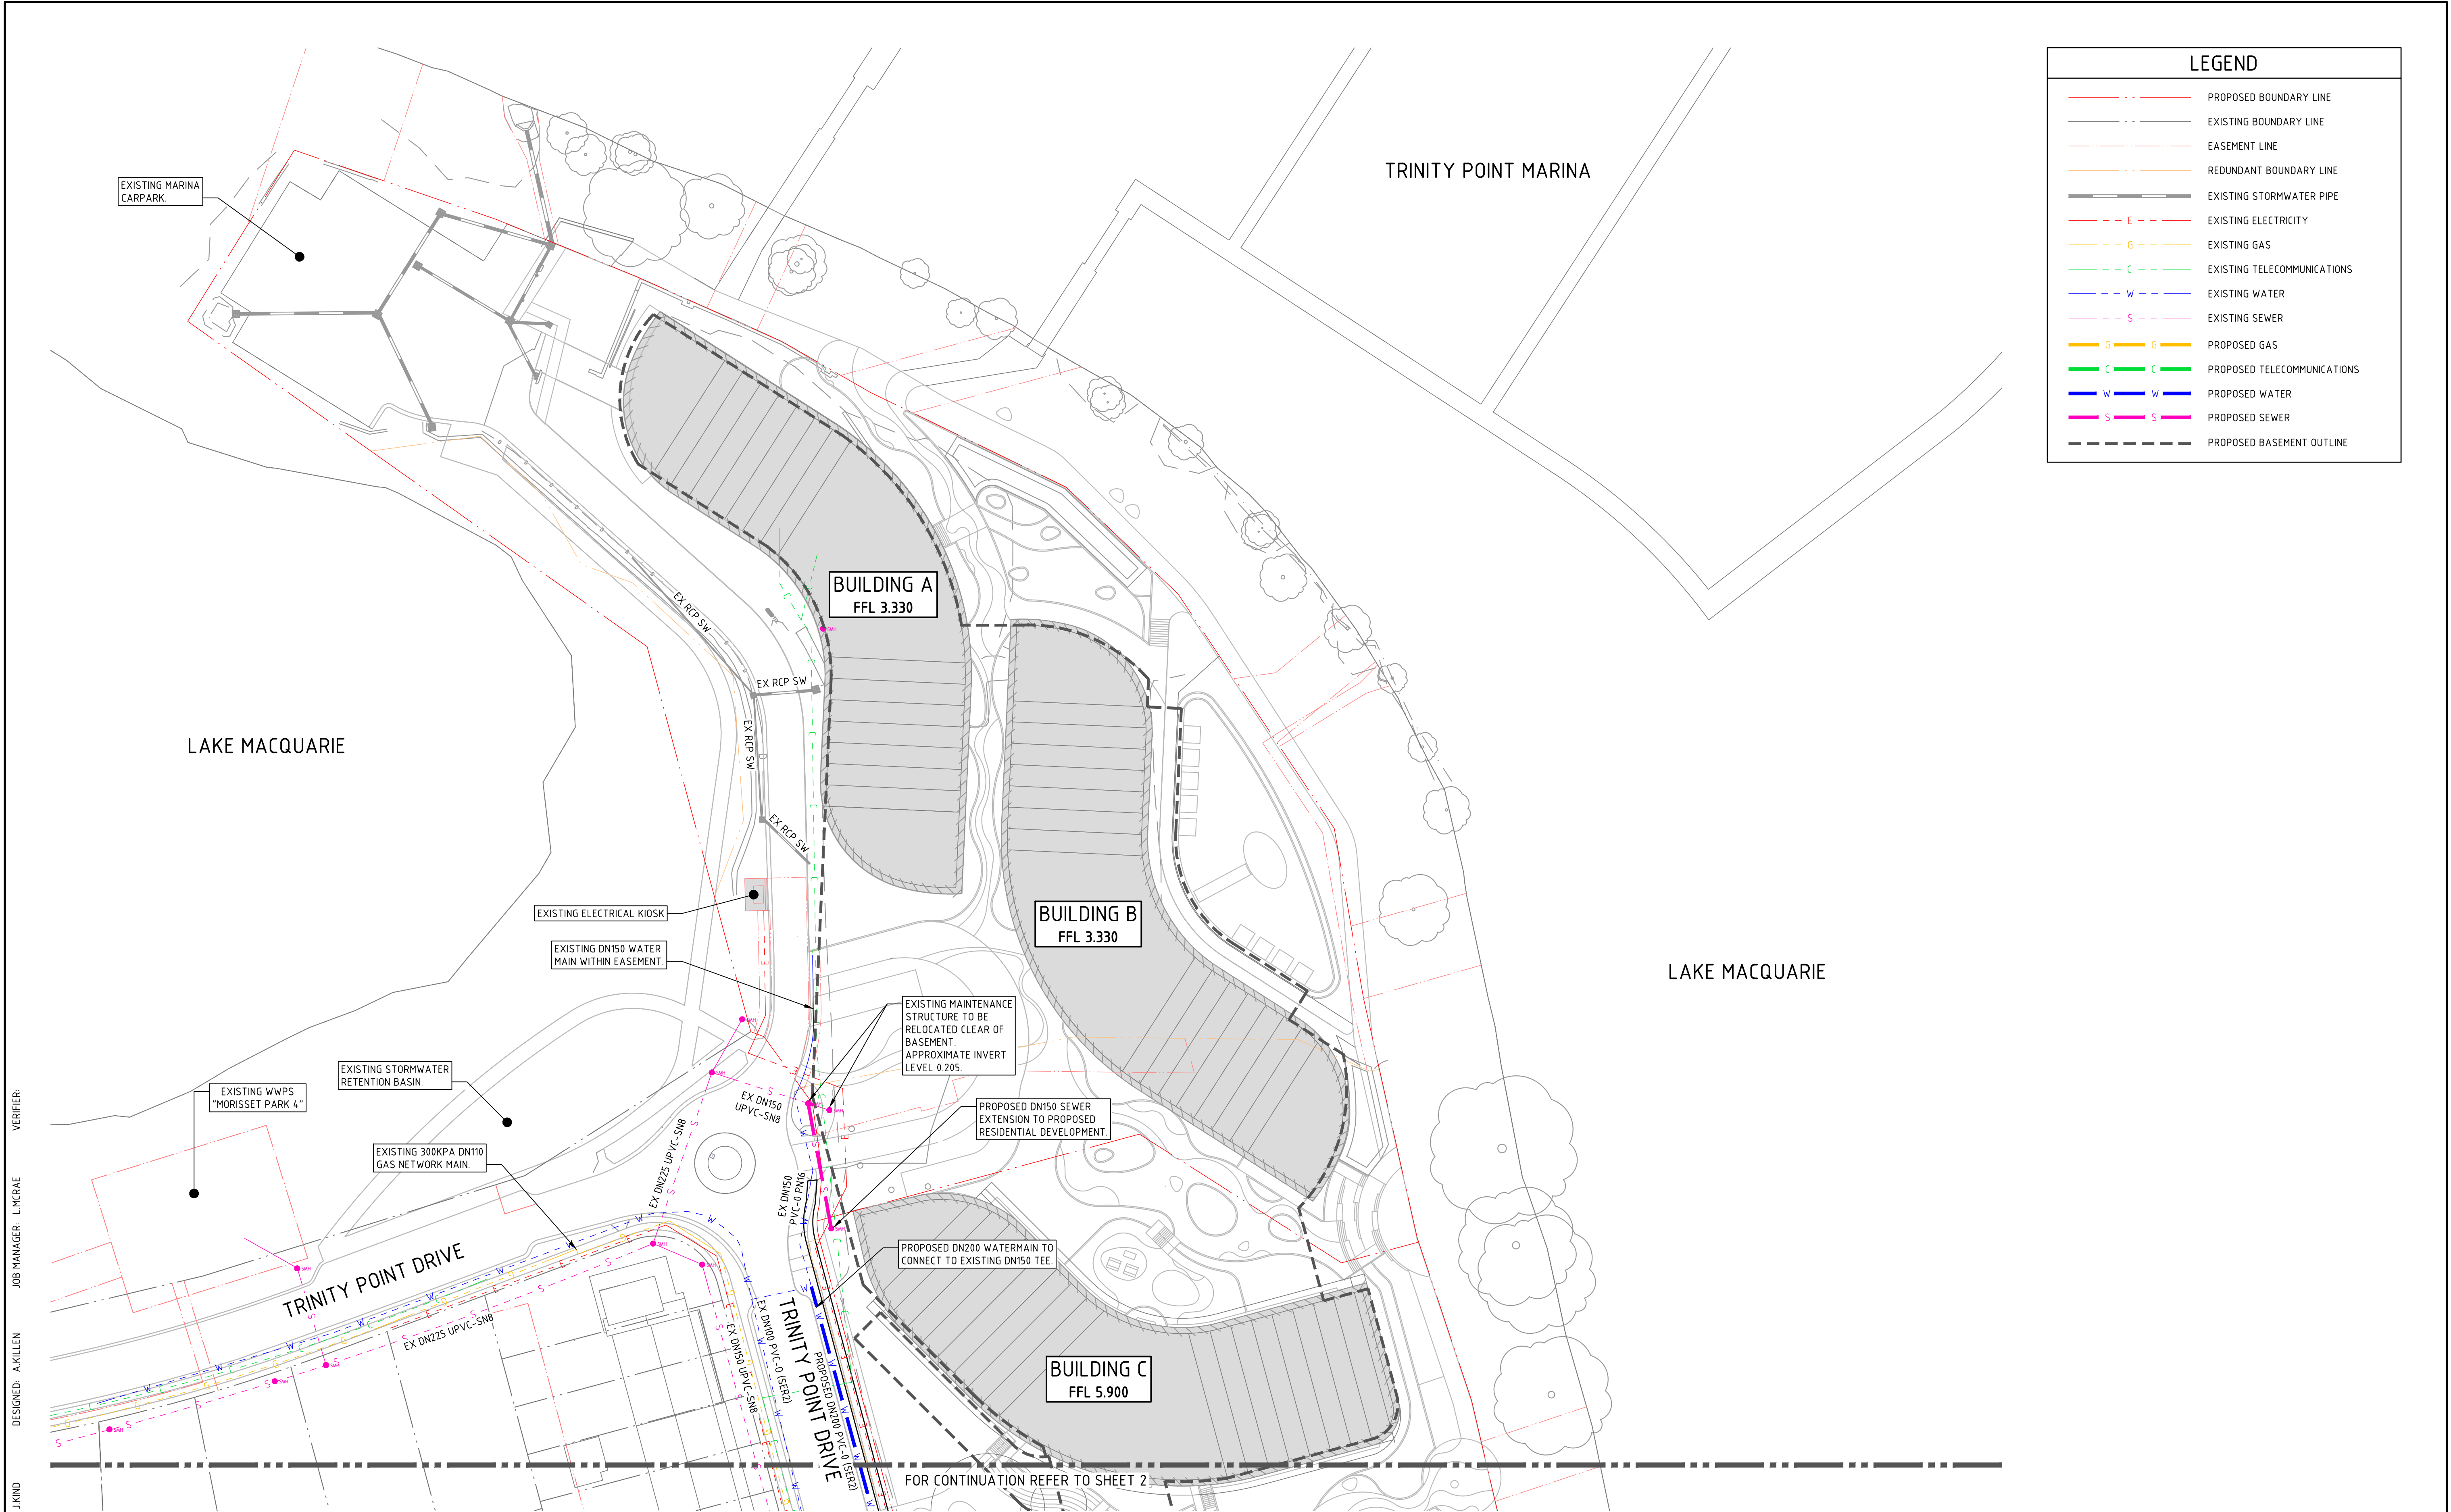 LEGEND
PROPOSED BOUNDARY LINE
EXISTING BOUNDARY LINE
EASEMENT LINE
REDUNDANT BOUNDARY LINE
EXISTING STORMWATER PIPE
E EXISTING ELECTRICITY
G EXISTING GAS
C EXISTING TELECOMMUNICATIONS
W EXISTING WATER
S EXISTING SEWER
G G PROPOSED GAS
C C PROPOSED TELECOMMUNICATIONS
W W PROPOSED WATER
S S PROPOSED SEWER
PROPOSED BASEMENT OUTLINE
TRINITY POINT MARINA
EXISTING MARINA
CARPARK.
BUILDING A
FFL 3.330
EX RCP SW
EX RCP SW
EX RCP SW
EX RCP SW
SMH
LAKE MACQUARIE
EXISTING ELECTRICAL KIOSK
BUILDING B
FFL 3.330
EXISTING DN150 WATER
MAIN WITHIN EASEMENT.
LAKE MACQUARIE
EXISTING MAINTENANCE
STRUCTURE TO BE
RELOCATED CLEAR OF
BASEMENT.
APPROXIMATE INVERT
LEVEL 0.205.
EXISTING STORMWATER
RETENTION BASIN.
EXISTING WWPS
"MORISSET PARK 4"
EX DN150
UPVC-SN8
PROPOSED DN150 SEWER
EXTENSION TO PROPOSED
RESIDENTIAL DEVELOPMENT.
EXISTING 300KPA DN110
GAS NETWORK MAIN.
EX DN225 UPVC-SN8
EX DN150
PVC-O PN16
PROPOSED DN200 WATERMAIN TO
CONNECT TO EXISTING DN150 TEE.
TRINITY POINT DRIVE
EX DN225 UPVC-SN8
EX DN150 UPVC-SN8
EX DN100 PVC-O (SER2)
TRINITY POINT DRIVE
PROPOSED DN200 PVC-O (SER2)
BUILDING C
FFL 5.900
FOR CONTINUATION REFER TO SHEET 2
VERIFIER:
JOB MANAGER: L.MCRAE
DESIGNED: A.KILLEN
J.KIND